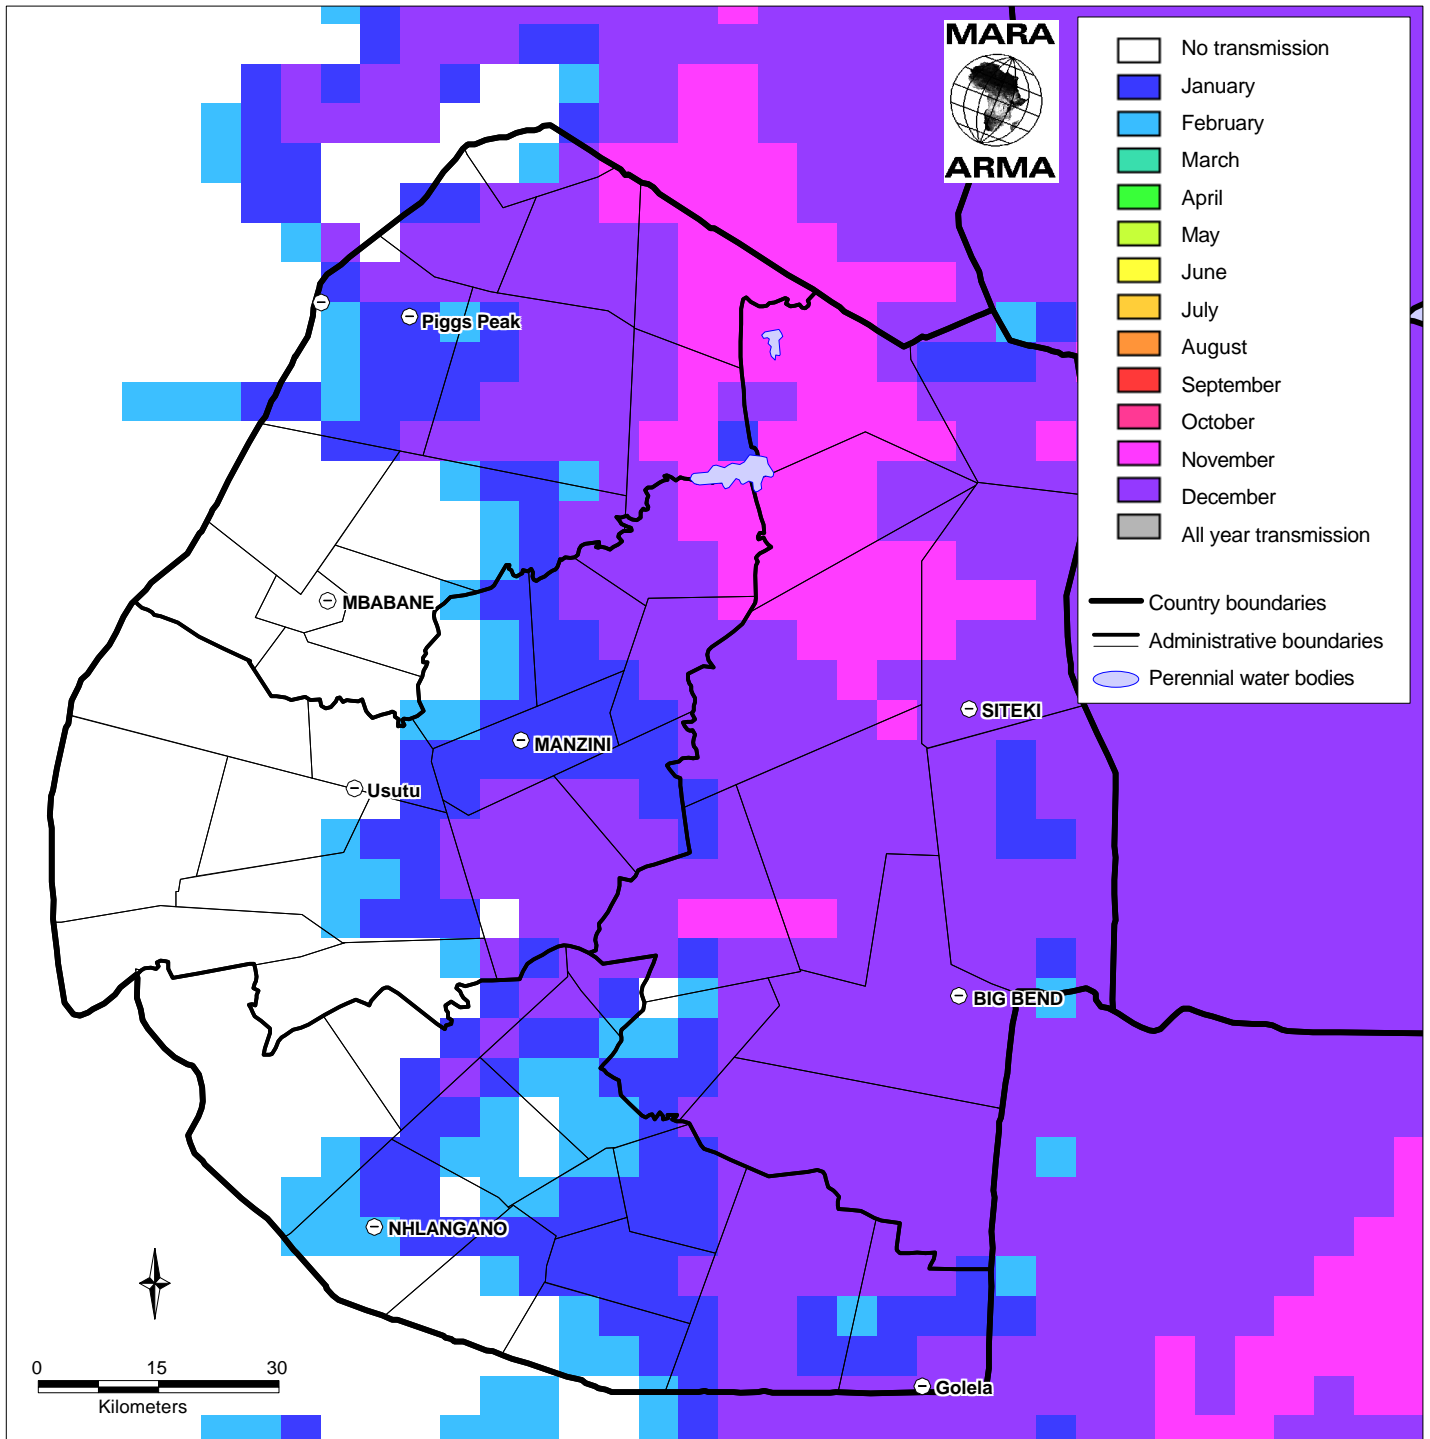 MARA
ARMA
No transmission
January
February
March
April
May
June
July
August
September
October
November
December
All year transmission
Country boundaries
Administrative boundaries
Perennial water bodies
Piggs Peak
MBABANE
SITEKI
MANZINI
Usutu
BIG BEND
NHLANGANO
Golela
0 15 30
Kilometers